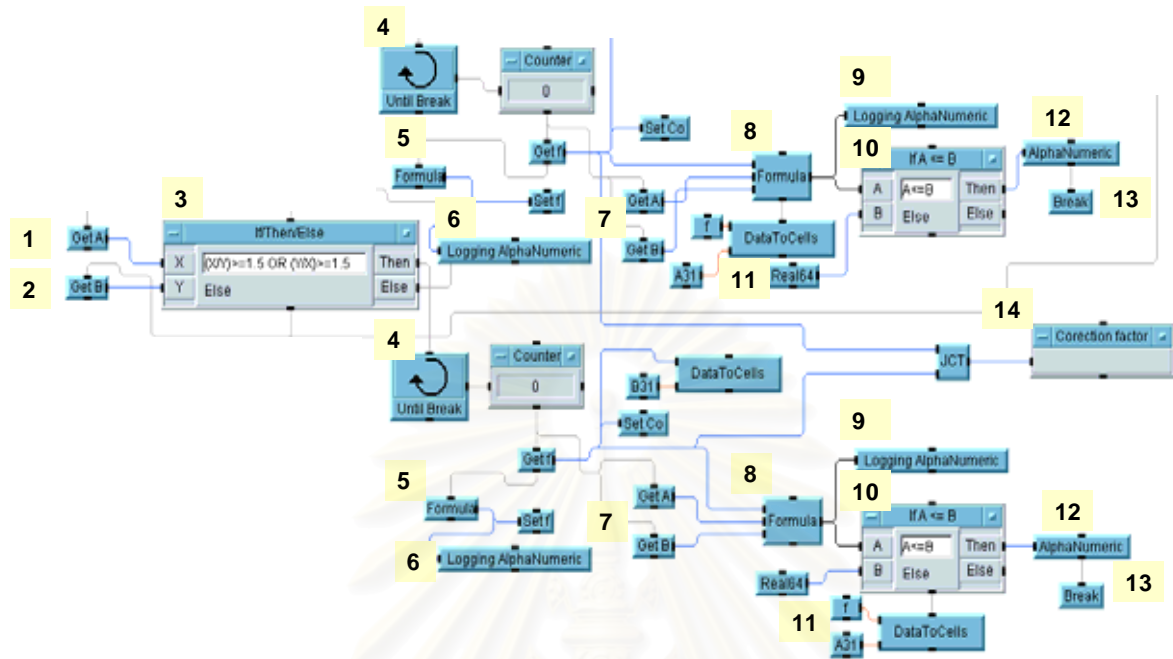 4
Counter
0
Until Break
5
Get f
Set Co
Formula
Set f
6
Logging AlphaNumeric
7
Get A
Get B
8
Formula
9
Logging AlphaNumeric
10
If A <= B
A
A<=B
Then
B
Else
Else
12
AlphaNumeric
13
Break
f
DataToCells
A31
11
Real64
1
Get A
2
Get B
3
If/Then/Else
X
(X/Y)>=1.5 OR (Y/X)>=1.5
Then
Y
Else
Else
4
Counter
0
Until Break
B31
DataToCells
Set Co
JCT
14
Corection factor
Get f
5
Formula
Set f
6
Logging AlphaNumeric
7
Get A
Get B
8
Formula
9
Logging AlphaNumeric
10
If A <= B
A
A<=B
Then
B
Else
Else
12
AlphaNumeric
13
Break
Real64
11
f
A31
DataToCells